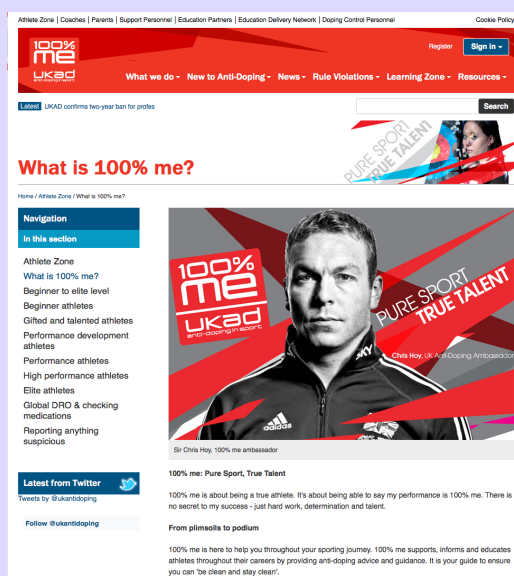 Athlete Zone | Coaches | Parents | Support Personnel | Education Partners | Education Delivery Network | Doping Control Personnel
Cookie Policy
100%
me
UKad
anti-doping in sport
Register
Sign in
What we do
New to Anti-Doping
News
Rule Violations
Learning Zone
Resources
Latest
UKAD confirms two-year ban for profes
Search
PURE SPORT
TRUE TALENT
What is 100% me?
Home / Athlete Zone / What is 100% me?
Navigation
In this section
Athlete Zone
What is 100% me?
Beginner to elite level
Beginner athletes
Gifted and talented athletes
Performance development
athletes
Performance athletes
High performance athletes
Elite athletes
Global DRO & checking
medications
Reporting anything
suspicious
Latest from Twitter
Tweets by @ukantidoping
Follow @ukantidoping
100%
me
UKad
anti-doping in sport
PURE SPORT
TRUE TALENT
Chris Hoy, UK Anti-Doping Ambassador
SKY
adidas
Sir Chris Hoy, 100% me ambassador
100% me: Pure Sport, True Talent
100% me is about being a true athlete. It's about being able to say my performance is 100% me. There is
no secret to my success - just hard work, determination and talent.
From plimsolls to podium
100% me is here to help you throughout your sporting journey. 100% me supports, informs and educates
athletes throughout their careers by providing anti-doping advice and guidance. It is your guide to ensure
you can 'be clean and stay clean'.